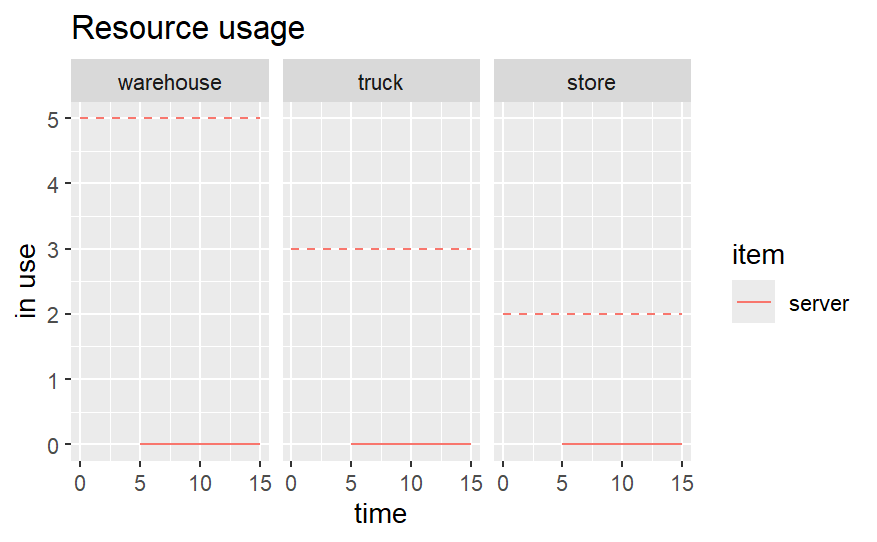 Resource usage
warehouse truck store
5
4
3
2
1
0
in use
0 5 10 15 0 5 10 15 0 5 10 15
time
item
server